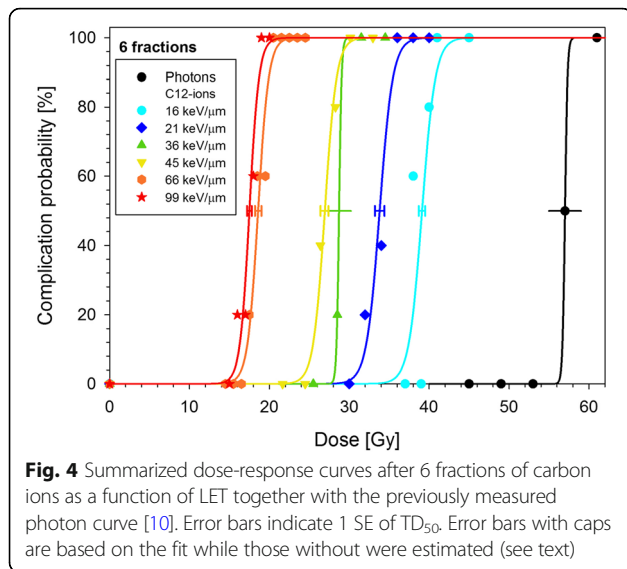 6 fractions
Photons
C12-ions
16 keV/μm
21 keV/μm
36 keV/μm
45 keV/μm
66 keV/μm
99 keV/μm
Complication probability [%]
100
80
60
40
20
0
0 20 30 40 50 60
10
Dose [Gy]
Fig. 4 Summarized dose-response curves after 6 fractions of carbon
ions as a function of LET together with the previously measured
photon curve [10]. Error bars indicate 1 SE of TD50. Error bars with caps
are based on the fit while those without were estimated (see text)